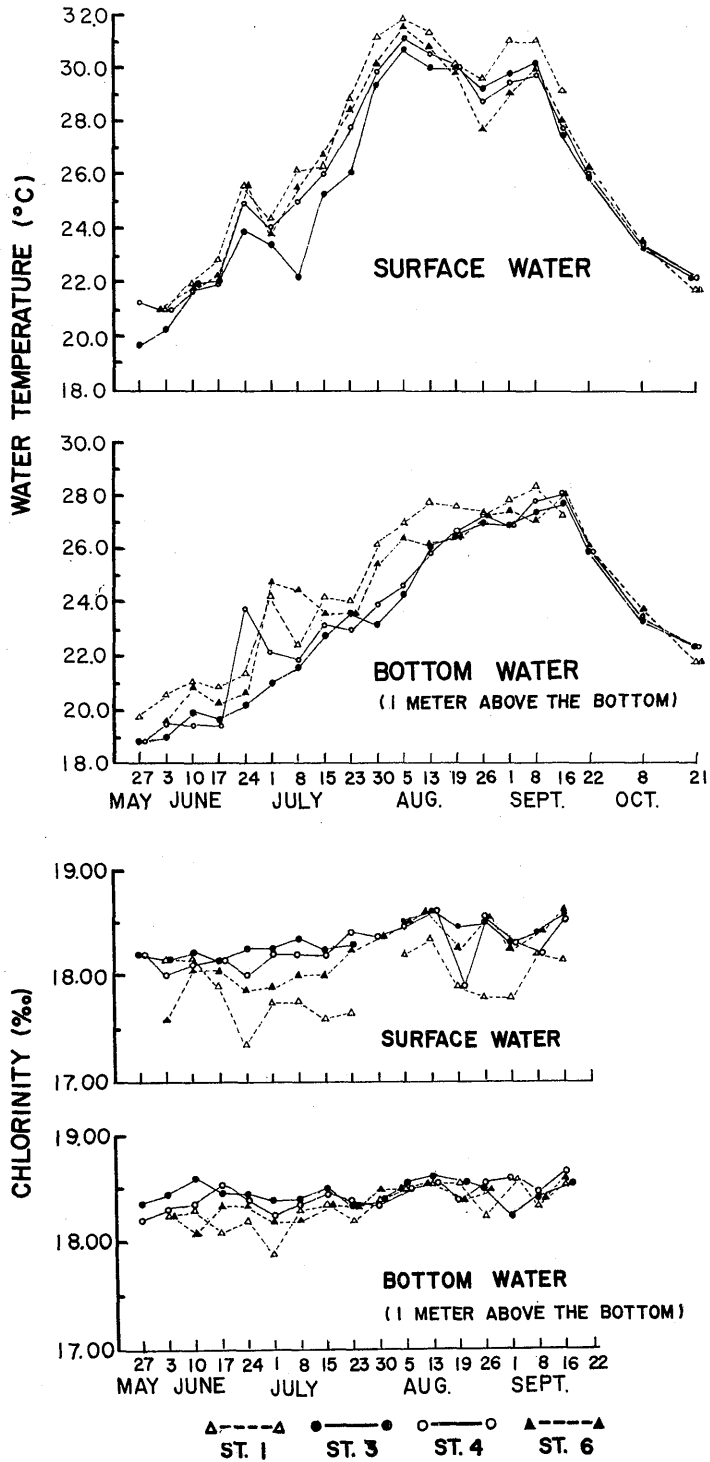 WATER TEMPERATURE (°C)
32.0
30.0
28.0
26.0
24.0
22.0
20.0
18.0
SURFACE WATER
30.0
28.0
26.0
24.0
22.0
20.0
18.0
BOTTOM WATER
(1 METER ABOVE THE BOTTOM)
27 3 10 17 24 1 8 15 23 30 5 13 19 26 1 8 16 22 8 21
MAY JUNE JULY AUG. SEPT. OCT.
CHLORINITY (‰)
19.00
18.00
17.00
SURFACE WATER
19.00
18.00
17.00
BOTTOM WATER
(1 METER ABOVE THE BOTTOM)
27 3 10 17 24 1 8 15 23 30 5 13 19 26 1 8 16 22
MAY JUNE JULY AUG. SEPT.
ST. 1 ST. 3 ST. 4 ST. 6